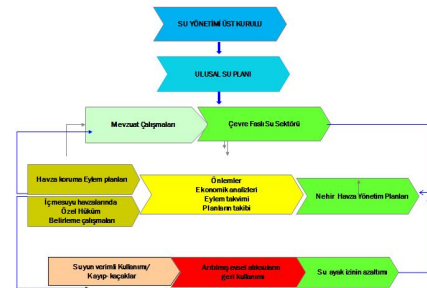 SU YÖNETİMİ ÜST KURULU
ULUSAL SU PLANI
Mevzuat Çalışmaları
Çevre Faslı Su Sektörü
Havza koruma Eylem planları
İçmesuyu havzalarında
Özel Hüküm
Belirleme çalışmaları
Önlemler
Ekonomik analizleri
Eylem takvimi
Planların takibi
Nehir Havza Yönetim Planları
Suyun verimli Kullanımı/
Kayıp-kaçaklar
Arıtılmış evsel atıksuların
geri kullanımı
Su ayak izinin azaltımı